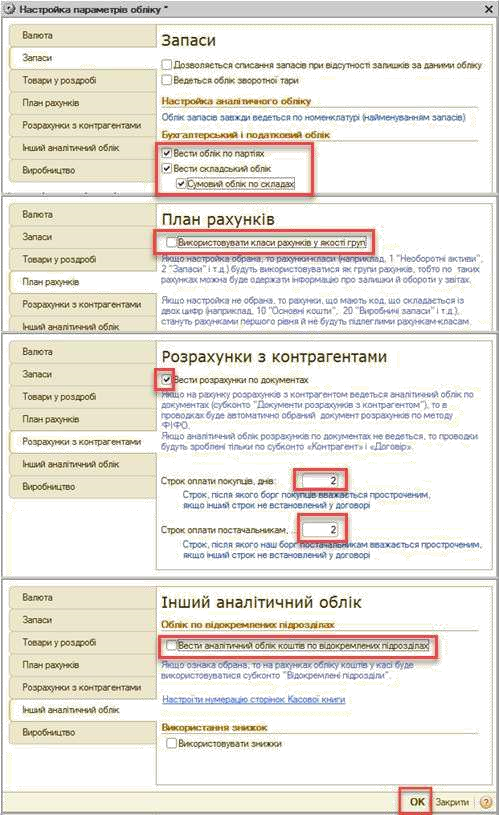 Настройка параметрів обліку *
Валюта
Запаси
Товари у роздробі
План рахунків
Розрахунки з контрагентами
Інший аналітичний облік
Виробництво
Запаси
Дозволяється списання запасів при відсутності залишків за даними обліку
Ведеться облік зворотної тари
Настройка аналітичного обліку
Облік запасів завжди ведеться по номенклатурі (найменуванням запасів)
Бухгалтерський і податковий облік
Вести облік по партіях
Вести складський облік
Сумовий облік по складах
Валюта
Запаси
Товари у роздробі
План рахунків
Розрахунки з контрагентами
Інший аналітичний облік
План рахунків
Використовувати класи рахунків у якості груп
Якщо настройка обрана, то рахунки-класи (наприклад, 1 "Необоротні активи",
2 "Запаси" і т.д.) будуть використовуватися як групи рахунків, тобто по таких
рахунках можна буде одержати інформацію про залишки й обороти у звітах.
Якщо настройка не обрана, то рахунки, що мають код, що складається із
двох цифр (наприклад, 10 "Основні кошти", 20 "Виробничі запаси" і т.д.),
стануть рахунками першого рівня й не будуть підлеглими рахункам-класам.
Валюта
Запаси
Товари у роздробі
План рахунків
Розрахунки з контрагентами
Інший аналітичний облік
Виробництво
Розрахунки з контрагентами
Вести розрахунки по документах
Якщо на рахунку розрахунків з контрагентом ведеться аналітичний облік по
документах (субконто "Документи розрахунків з контрагентом"), то в
проводках буде автоматично обраний документ розрахунків по методу
ФІФО.
Якщо аналітичний облік розрахунків по документах не ведеться, то проводки
будуть зроблені тільки по субконто «Контрагент» и «Договір».
Строк оплати покупців, днів: 2
Строк, після якого борг покупців вважається простроченим,
якщо інший строк не встановлений у договорі
Строк оплати постачальникам, ... 2
Строк, після якого наш борг постачальникам вважається простроченим,
якщо інший строк не встановлений у договорі
Валюта
Запаси
Товари у роздробі
План рахунків
Розрахунки з контрагентами
Інший аналітичний облік
Виробництво
Інший аналітичний облік
Облік по відокремлених підрозділах
Вести аналітичний облік коштів по відокремлених підрозділах
Якщо ознака обрана, то на рахунках обліку коштів у касі буде
використовуватися субконто "Відокремлені підрозділи".
Настроїти нумерацію сторінок Касової книги
Використання знижок
Використовувати знижки
OK Закрити ?